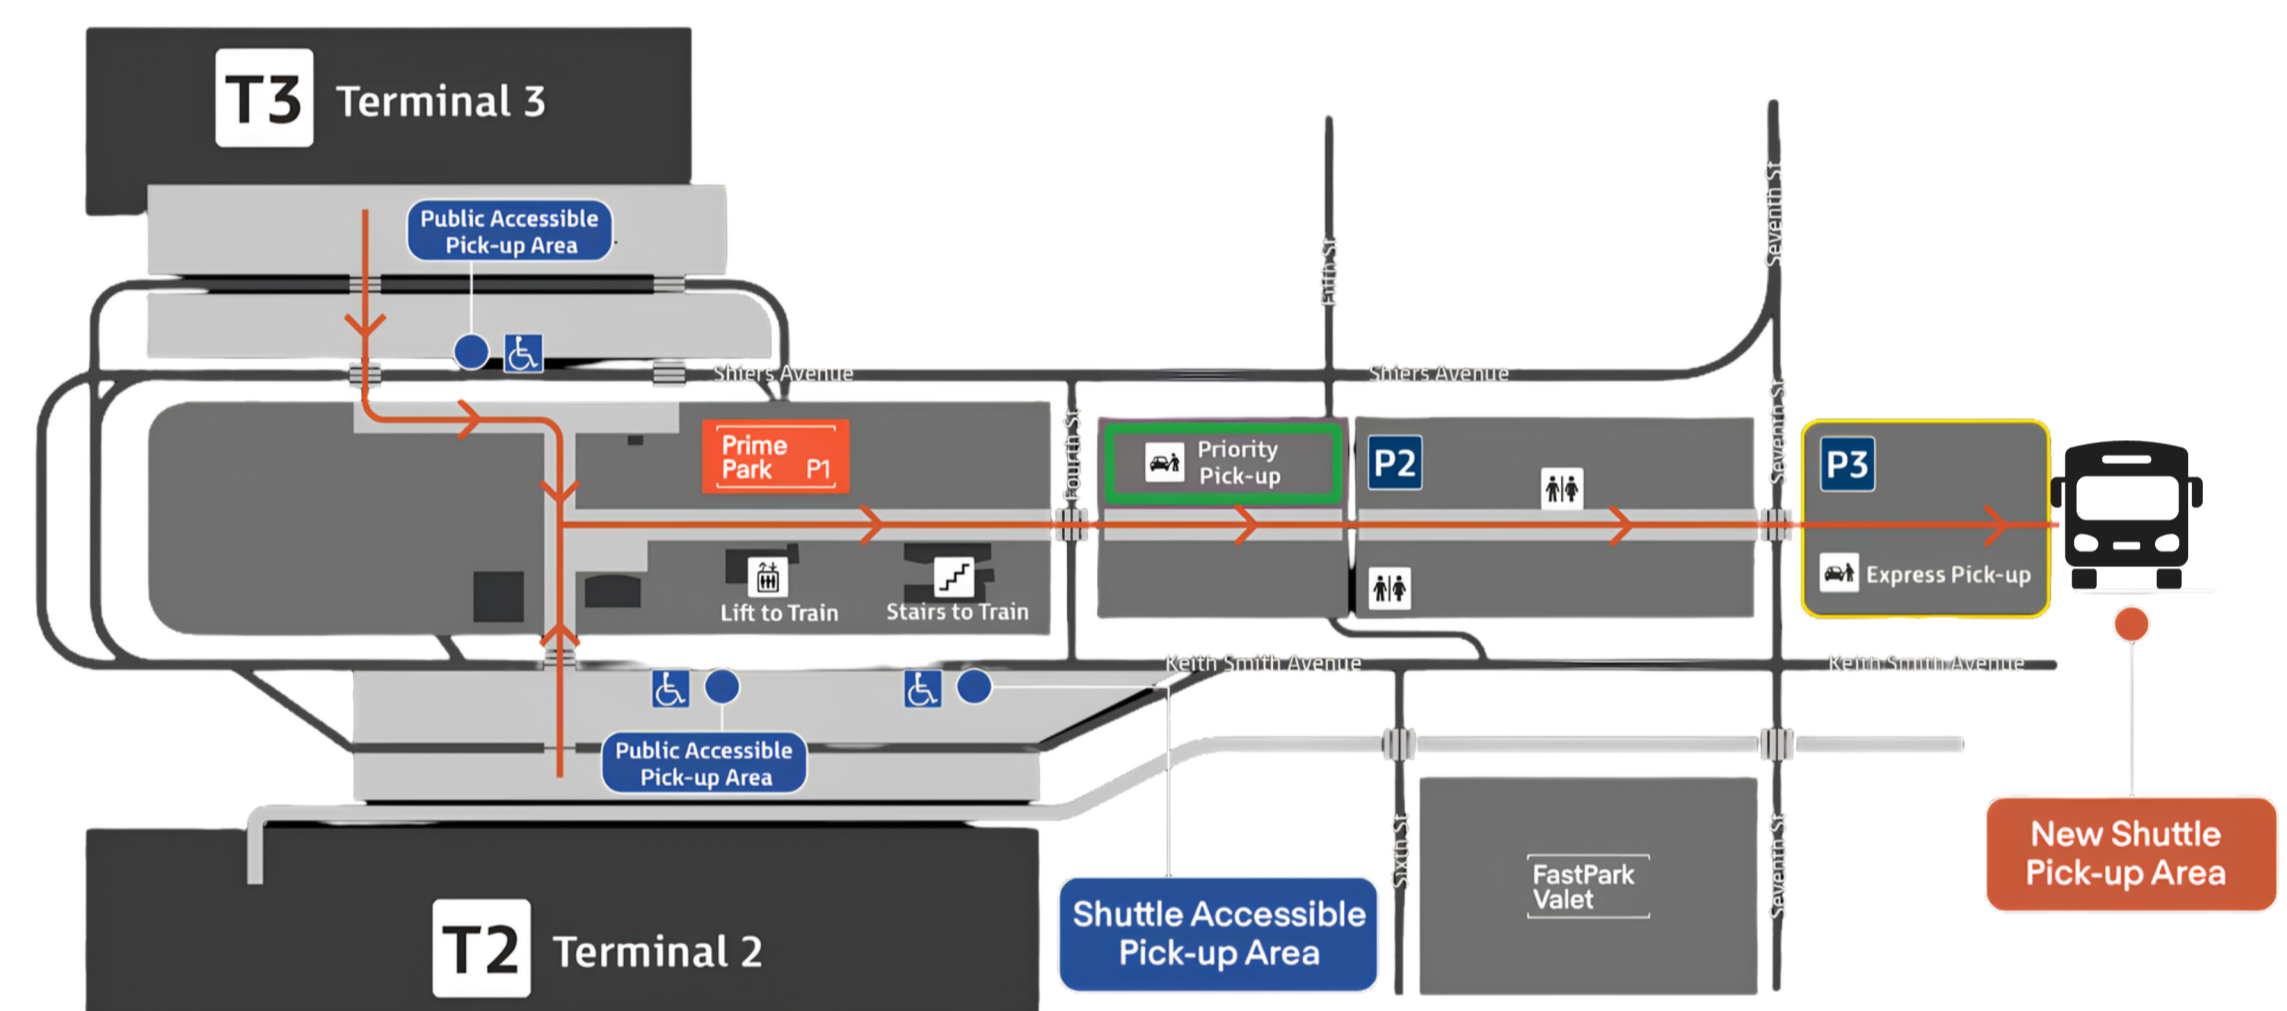 T3 Terminal 3
Public Accessible
Pick-up Area
Shiers Avenue
Shiers Avenue
Fifth St
Seventh St
Fourth St
Seventh St
Prime
Park P1
Priority
Pick-up
P2
P3
Express Pick-up
Lift to Train
Stairs to Train
Keith Smith Avenue
Keith Smith Avenue
Public Accessible
Pick-up Area
Shuttle Accessible
Pick-up Area
Sixth St
Seventh St
FastPark
Valet
New Shuttle
Pick-up Area
T2 Terminal 2